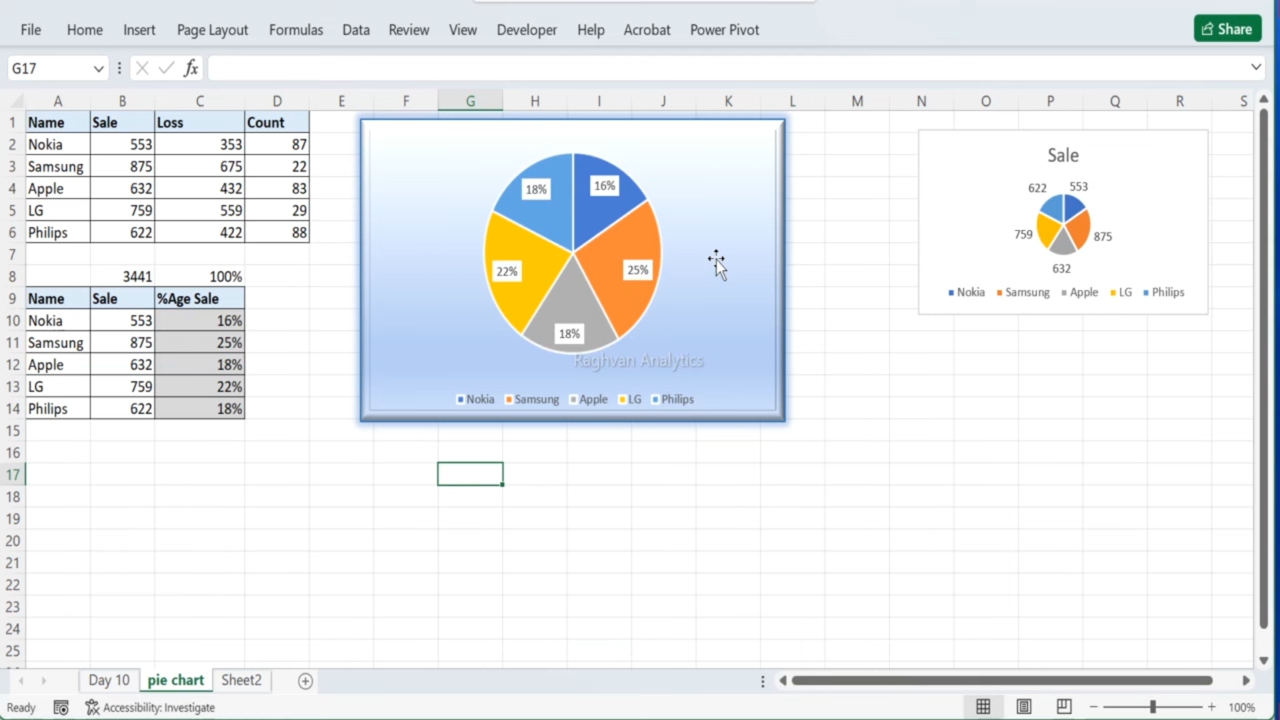 File Home Insert Page Layout Formulas Data Review View Developer Help Acrobat Power Pivot Share
G17 fx
A B C D E F G H I J K L M N O P Q R S
1 Name Sale Loss Count
2 Nokia 553 353 87
3 Samsung 875 675 22
4 Apple 632 432 83
5 LG 759 559 29
6 Philips 622 422 88
7
8 3441 100%
9 Name Sale %Age Sale
10 Nokia 553 16%
11 Samsung 875 25%
12 Apple 632 18%
13 LG 759 22%
14 Philips 622 18%
15
16
17
18
19
20
21
22
23
24
25
18% 16%
22% 25%
18%
Raghvan Analytics
Nokia Samsung Apple LG Philips
Sale
622 553
759 875
632
Nokia Samsung Apple LG Philips
Day 10 pie chart Sheet2
Ready Accessibility: Investigate 100%